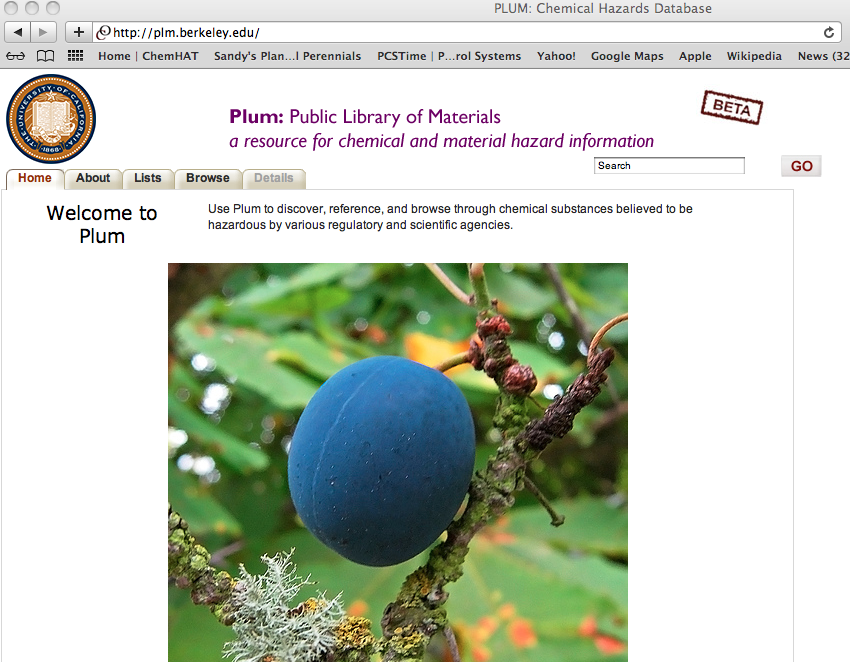 PLUM: Chemical Hazards Database
http://plm.berkeley.edu/
Home | ChemHAT Sandy's Plan...l Perennials PCSTime | P...rol Systems Yahoo! Google Maps Apple Wikipedia News (32
THE UNIVERSITY OF CALIFORNIA
1868
Plum: Public Library of Materials
a resource for chemical and material hazard information
BETA
Search GO
Home About Lists Browse Details
Welcome to
Plum
Use Plum to discover, reference, and browse through chemical substances believed to be
hazardous by various regulatory and scientific agencies.